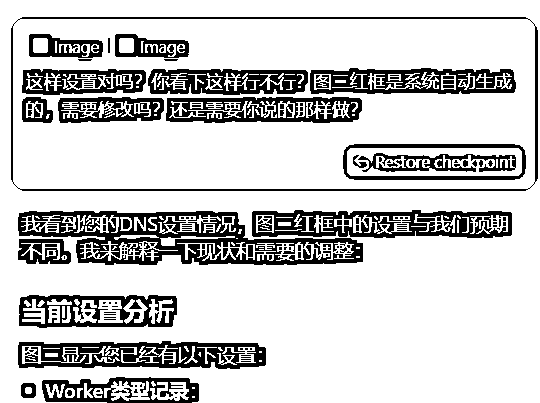 Image | Image
这样设置对吗？你看下这样行不行？图二红框是系统自动生成
的，需要修改吗？还是需要你说的那样做？
Restore checkpoint
我看到您的DNS设置情况，图二红框中的设置与我们预期
不同。我来解释一下现状和需要的调整：
当前设置分析
图二显示您已经有以下设置：
Worker类型记录：